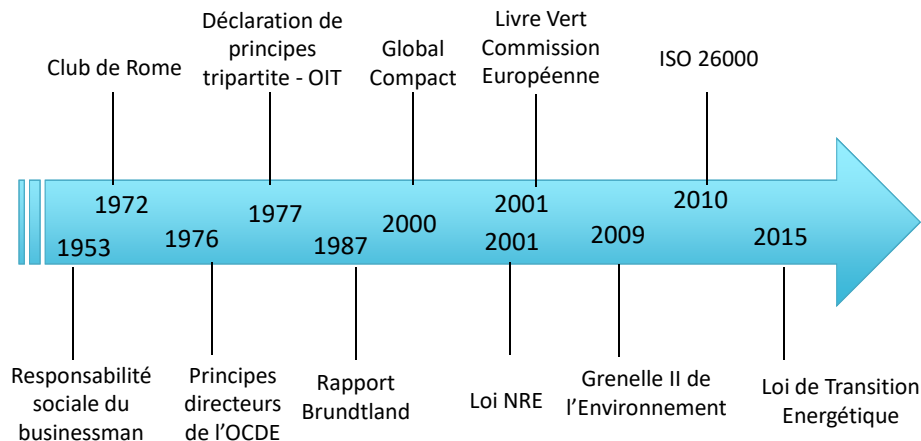 Club de Rome
Déclaration de
principes
tripartite - OIT
Global
Compact
Livre Vert
Commission
Européenne
ISO 26000
1972
1977
2000
2001
2010
1953
1976
1987
2001
2009
2015
Responsabilité
sociale du
businessman
Principes
directeurs
de l’OCDE
Rapport
Brundtland
Loi NRE
Grenelle II de
l’Environnement
Loi de Transition
Energétique